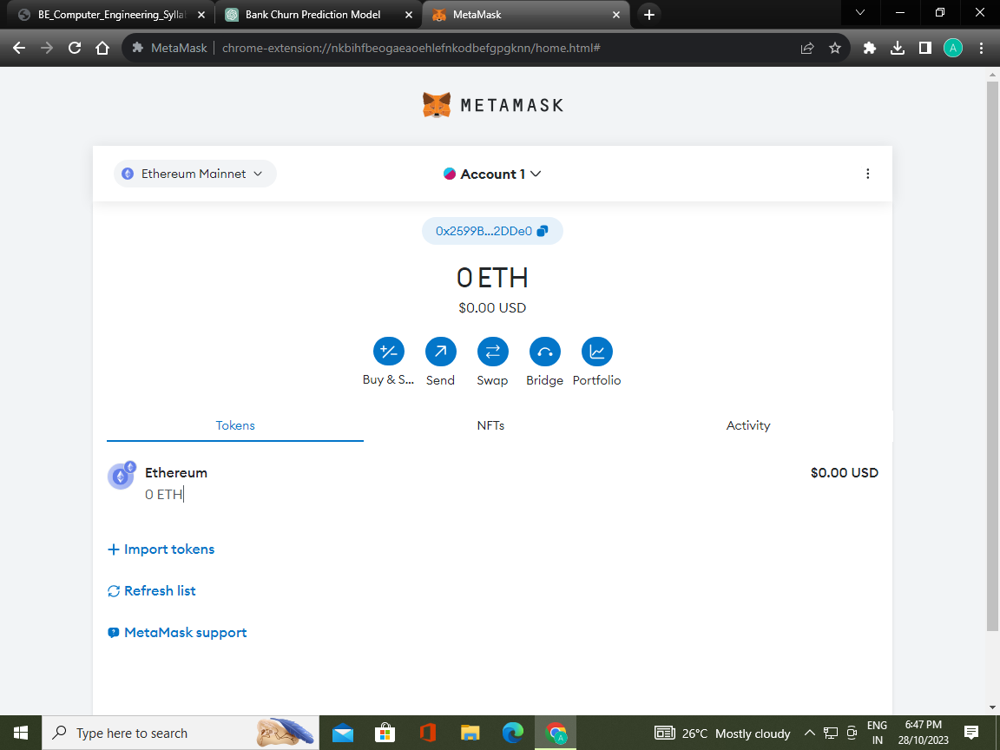 BE_Computer_Engineering_Sylla
Bank Churn Prediction Model
MetaMask
MetaMask
chrome-extension://nkbihfbeogaeaoehlefnkodbefgpgknn/home.html#
A
METAMASK
Ethereum Mainnet
Account 1
0x2599B...2DDe0
0 ETH
$0.00 USD
Buy & S...
Send
Swap
Bridge
Portfolio
Tokens
NFTs
Activity
Ethereum
$0.00 USD
0 ETH
Import tokens
Refresh list
MetaMask support
Type here to search
A
26°C Mostly cloudy
ENG
IN
6:47 PM
28/10/2023